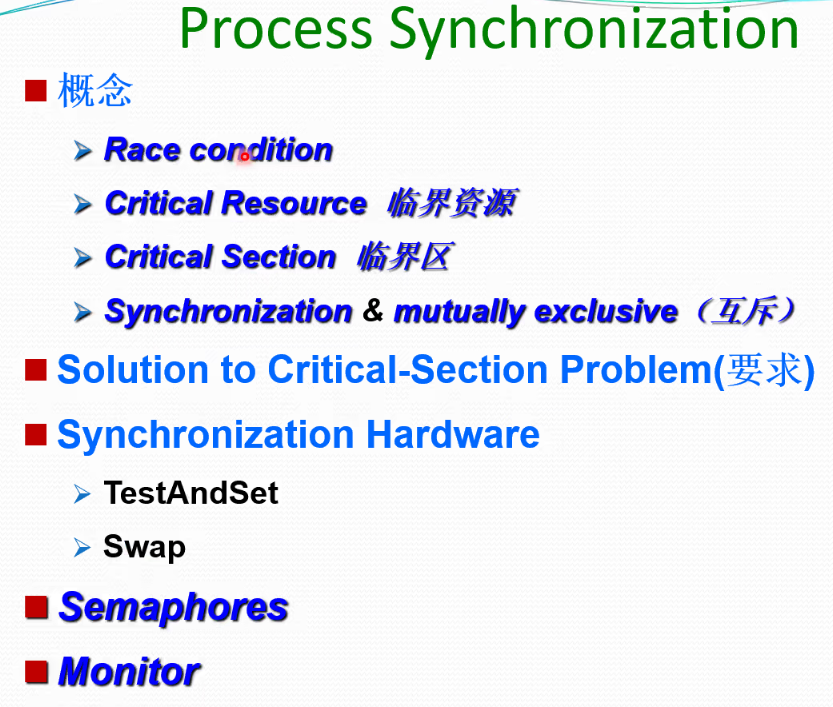 Process Synchronization
概念
Race condition
Critical Resource 临界资源
Critical Section 临界区
Synchronization & mutually exclusive（互斥）
Solution to Critical-Section Problem(要求)
Synchronization Hardware
TestAndSet
Swap
Semaphores
Monitor